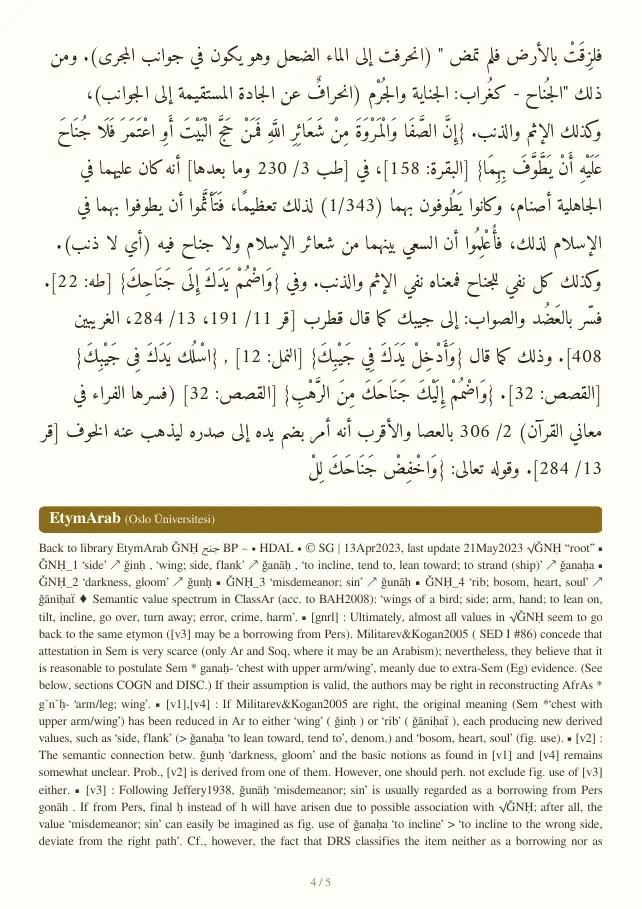 فلزِقَتْ بالأرض فلم تمض " (انحرفت إلى الماء الضحل وهو يكون في جوانب المجرى). ومن
ذلك "الجُناح - كغُراب: الجناية والجُرْم (انحرافٌ عن الجادة المستقيمة إلى الجوانب)،
وكذلك الإثم والذنب. {إِنَّ الصَّفَا وَالْمَرْوَةَ مِنْ شَعَائِرِ اللَّهِ فَمَنْ حَجَّ الْبَيْتَ أَوِ اعْتَمَرَ فَلَا جُنَاحَ
عَلَيْهِ أَنْ يَطَّوَّفَ بِهِمَا} [البقرة: 158]، في [طب 3/ 230 وما بعدها] أنه كان عليهما في
الجاهلية أصنام، وكانوا يَطُوفون بهما (1/343) لذلك تعظيمًا، فَتَأثَّموا أن يطوفوا بهما في
الإسلام لذلك، فأُعْلِمُوا أن السعي بينهما من شعائر الإسلام ولا جناح فيه (أي لا ذنب).
وكذلك كل نفي للجناح فمعناه نفي الإثم والذنب. وفي {وَاضْمُمْ يَدَكَ إِلَى جَنَاحِكَ} [طه: 22].
فسّر بالعَضُد والصواب: إلى جيبك كما قال قطرب [قر 11/ 191، 13/ 284، الغريبين
408]. وذلك كما قال {وَأَدْخِلْ يَدَكَ فِي جَيْبِكَ} [النمل: 12] , {اسْلُك يَدَكَ فِى جَيْبِكَ}
[القصص: 32]. {وَاضْمُمْ إِلَيْكَ جَنَاحَكَ مِنَ الرَّهْبِ} [القصص: 32] (فسرها الفراء في
معاني القرآن) 2/ 306 بالعصا والأقرب أنه أمر بضم يده إلى صدره ليذهب عنه الخوف [قر
13/ 284]. وقوله تعالى: {وَاخْفِضْ جَنَاحَكَ لِلْ
EtymArab (Oslo Üniversitesi)
Back to library EtymArab ǦNḤ جنح BP – • HDAL • © SG | 13Apr2023, last update 21May2023 √ǦNḤ “root” ▪
ǦNḤ_1 ‘side’ ↗ ǧinḥ , ‘wing; side, flank’ ↗ ǧanāḥ , ‘to incline, tend to, lean toward; to strand (ship)’ ↗ ǧanaḥa ▪
ǦNḤ_2 ‘darkness, gloom’ ↗ ǧunḥ ▪ ǦNḤ_3 ‘misdemeanor; sin’ ↗ ǧunāḥ ▪ ǦNḤ_4 ‘rib; bosom, heart, soul’ ↗
ǧāniḥaẗ ♦ Semantic value spectrum in ClassAr (acc. to BAH2008): ‘wings of a bird; side; arm, hand; to lean on,
tilt, incline, go over, turn away; error, crime, harm’. ▪ [gnrl] : Ultimately, almost all values in √ǦNḤ seem to go
back to the same etymon ([v3] may be a borrowing from Pers). Militarev&Kogan2005 ( SED I #86) concede that
attestation in Sem is very scarce (only Ar and Soq, where it may be an Arabism); nevertheless, they believe that it
is reasonable to postulate Sem * ganaḥ- ‘chest with upper arm/wing’, meanly due to extra-Sem (Eg) evidence. (See
below, sections COGN and DISC.) If their assumption is valid, the authors may be right in reconstructing AfrAs *
gˇnˇḥ- ‘arm/leg; wing’. ▪ [v1],[v4] : If Militarev&Kogan2005 are right, the original meaning (Sem *‘chest with
upper arm/wing’) has been reduced in Ar to either ‘wing’ ( ǧinḥ ) or ‘rib’ ( ǧāniḥaẗ ), each producing new derived
values, such as ‘side, flank’ (> ǧanaḥa ‘to lean toward, tend to’, denom.) and ‘bosom, heart, soul’ (fig. use). ▪ [v2] :
The semantic connection betw. ǧunḥ ‘darkness, gloom’ and the basic notions as found in [v1] and [v4] remains
somewhat unclear. Prob., [v2] is derived from one of them. However, one should perh. not exclude fig. use of [v3]
either. ▪ [v3] : Following Jeffery1938, ǧunāḥ ‘misdemeanor; sin’ is usually regarded as a borrowing from Pers
gonāh . If from Pers, final ḥ instead of h will have arisen due to possible association with √ǦNḤ; after all, the
value ‘misdemeanor; sin’ can easily be imagined as fig. use of ǧanaḥa ‘to incline’ > ‘to incline to the wrong side,
deviate from the right path’. Cf., however, the fact that DRS classifies the item neither as a borrowing nor as
4 / 5